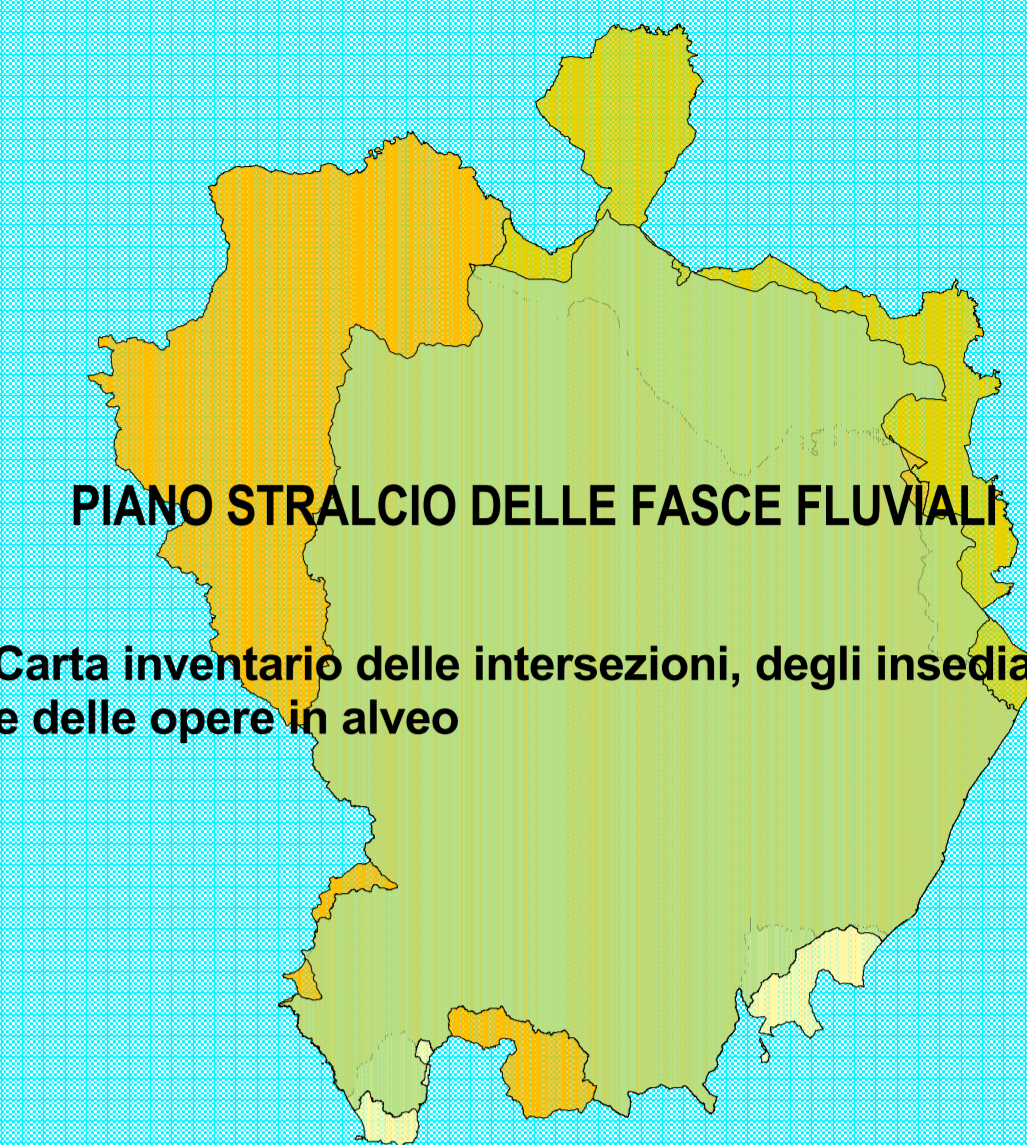 PIANO STRALCIO DELLE FASCE FLUVIALI
Carta inventario delle intersezioni, degli insedia
e delle opere in alveo